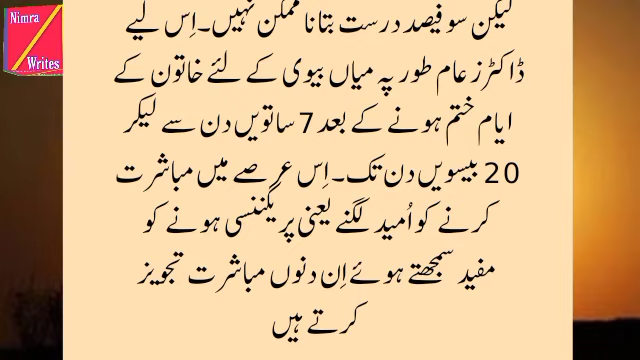 Nimra
Writes
لیکن سو فیصد درست بتانا ممکن نہیں۔اِس لیے
ڈاکٹرز عام طور پہ میاں بیوی کے لئے خاتون کے
ایام ختم ہونے کے بعد 7 ساتویں دن سے لیکر
20 بیسویں دن تک۔اِس عرصے میں مباشرت
کرنے کو اُمید لگنے یعنی پریگننسی ہونے کو
مفید سمجھتے ہوئے اِن دنوں مباشرت تجویز
کرتے ہیں